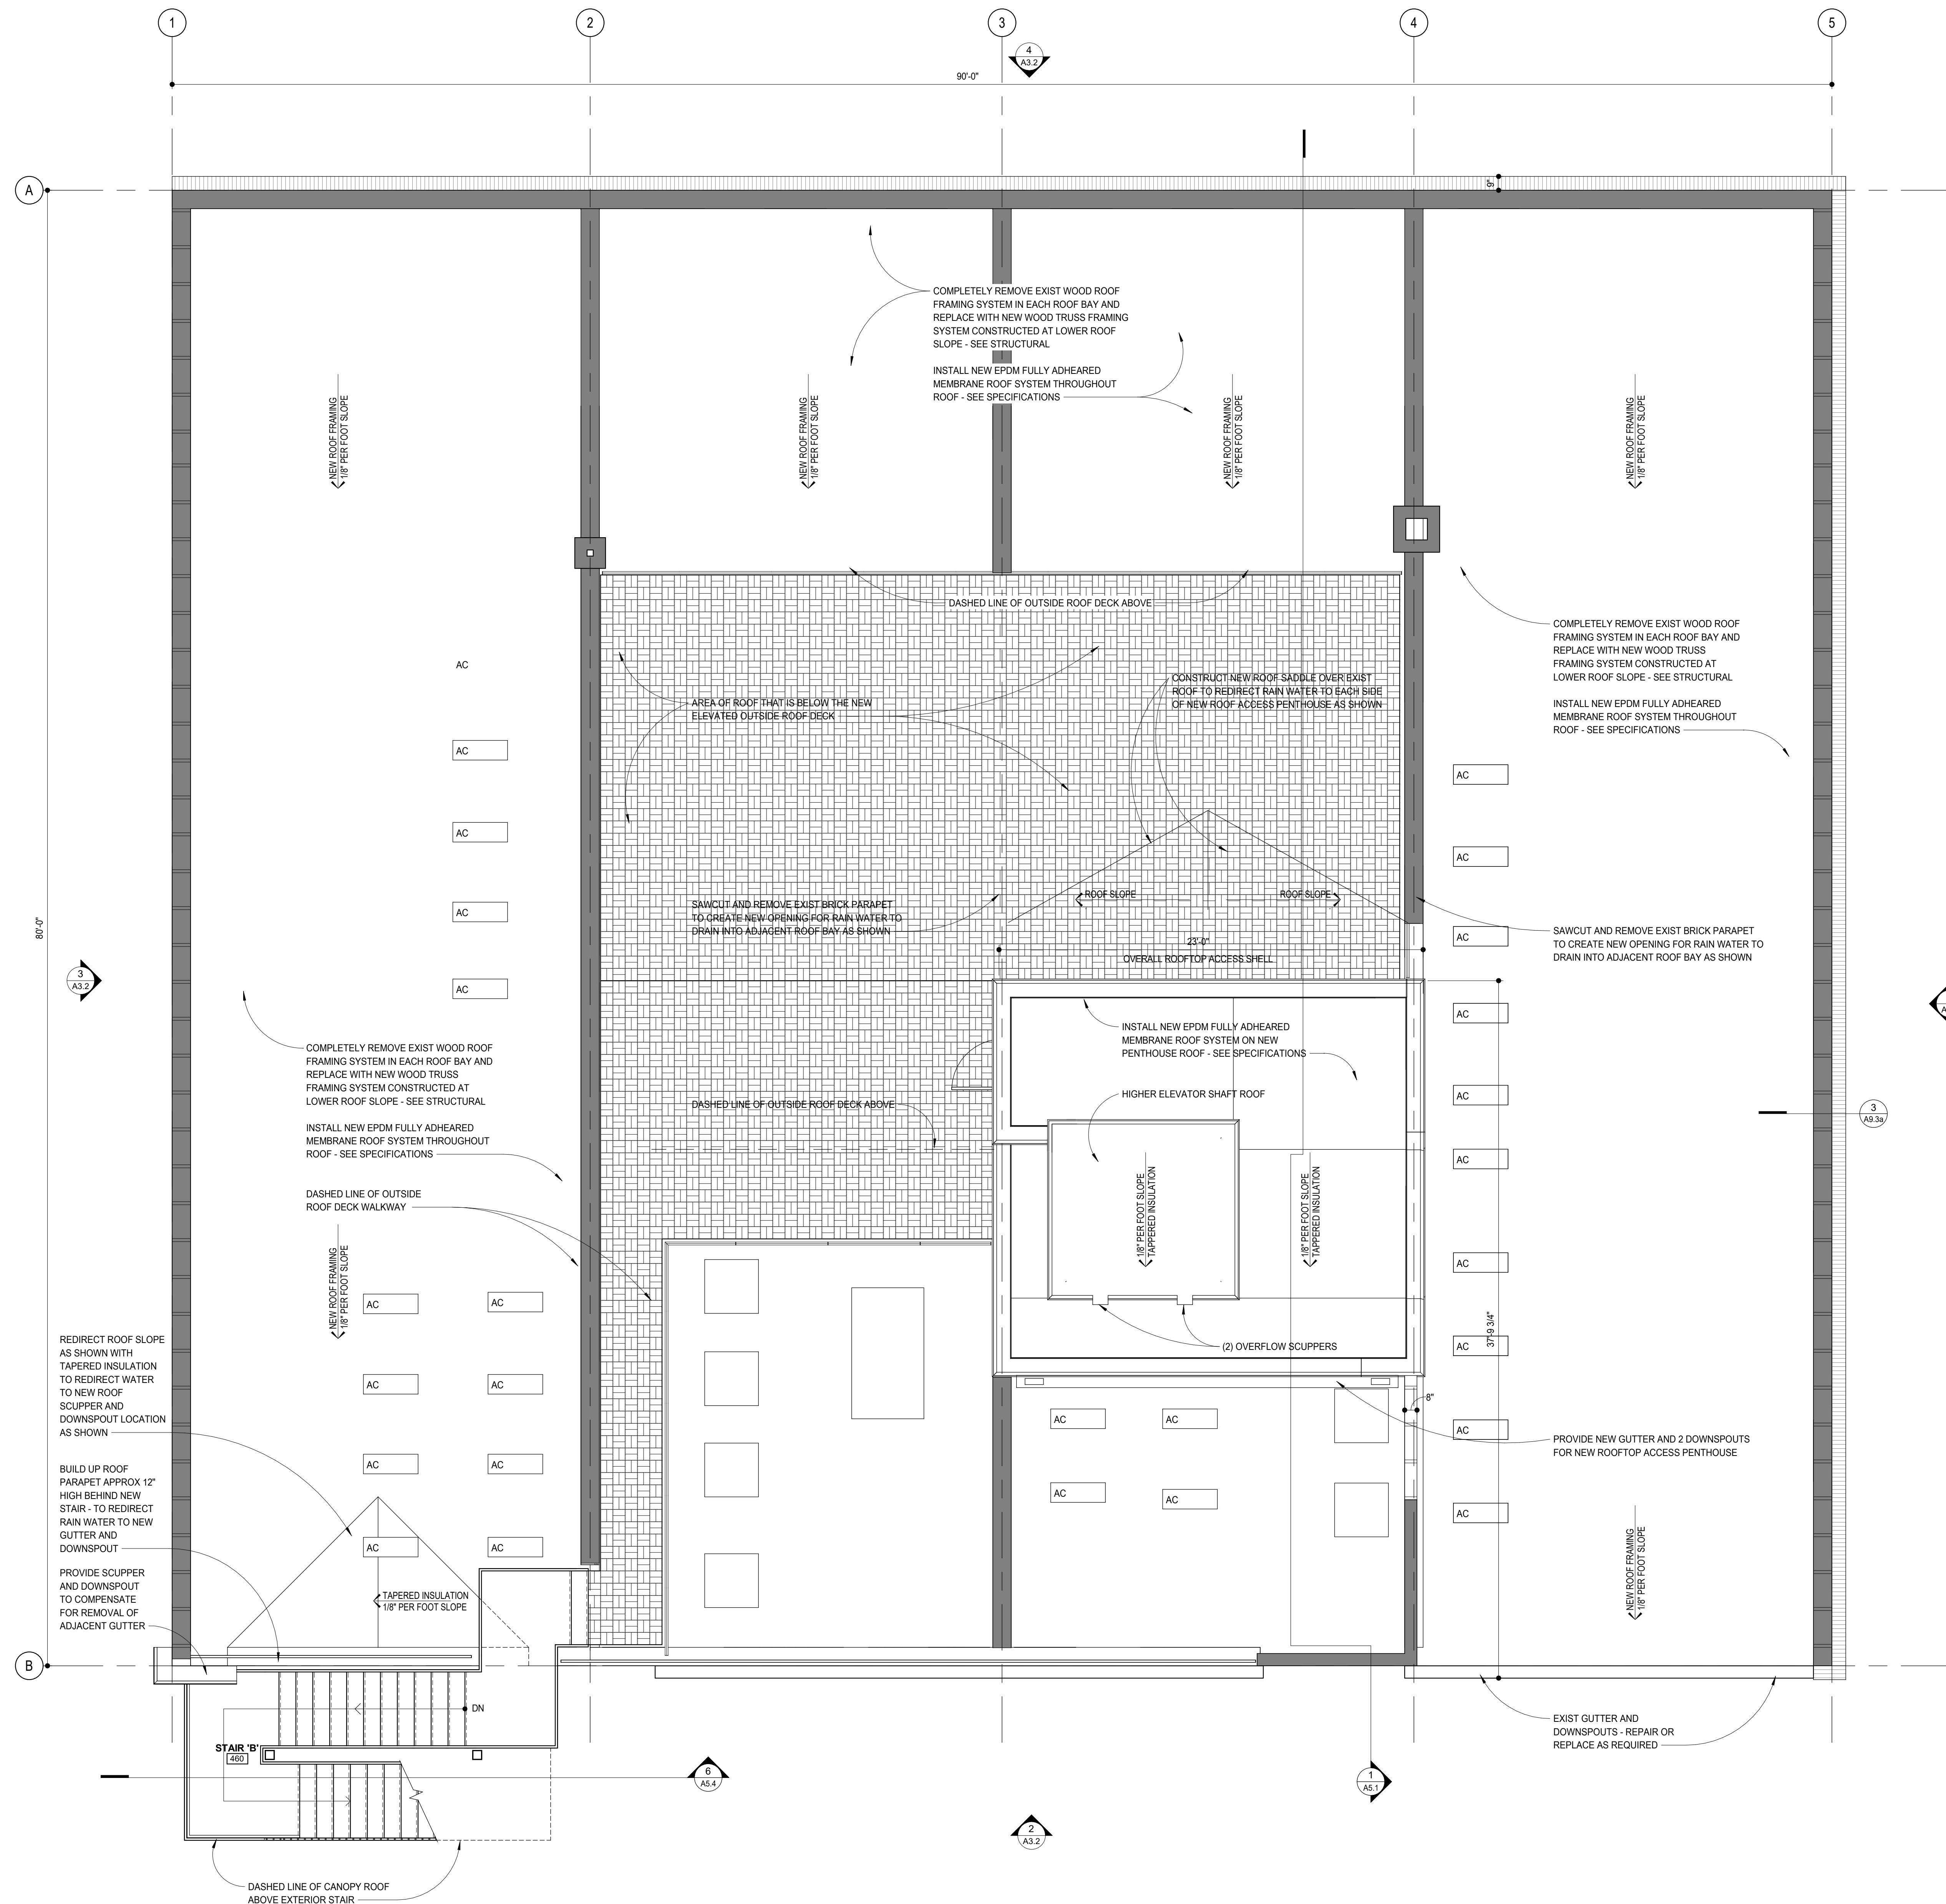 1
2
3
4
5
4
A3.2
90'-0"
A
9"
COMPLETELY REMOVE EXIST WOOD ROOF
FRAMING SYSTEM IN EACH ROOF BAY AND
REPLACE WITH NEW WOOD TRUSS FRAMING
SYSTEM CONSTRUCTED AT LOWER ROOF
SLOPE - SEE STRUCTURAL
INSTALL NEW EPDM FULLY ADHEARED
MEMBRANE ROOF SYSTEM THROUGHOUT
ROOF - SEE SPECIFICATIONS
NEW ROOF FRAMING
1/8" PER FOOT SLOPE
NEW ROOF FRAMING
1/8" PER FOOT SLOPE
NEW ROOF FRAMING
1/8" PER FOOT SLOPE
NEW ROOF FRAMING
1/8" PER FOOT SLOPE
DASHED LINE OF OUTSIDE ROOF DECK ABOVE
COMPLETELY REMOVE EXIST WOOD ROOF
FRAMING SYSTEM IN EACH ROOF BAY AND
REPLACE WITH NEW WOOD TRUSS
FRAMING SYSTEM CONSTRUCTED AT
LOWER ROOF SLOPE - SEE STRUCTURAL
INSTALL NEW EPDM FULLY ADHEARED
MEMBRANE ROOF SYSTEM THROUGHOUT
ROOF - SEE SPECIFICATIONS
AC
AC
AC
AC
AC
AREA OF ROOF THAT IS BELOW THE NEW
ELEVATED OUTSIDE ROOF DECK
CONSTRUCT NEW ROOF SADDLE OVER EXIST
ROOF TO REDIRECT RAIN WATER TO EACH SIDE
OF NEW ROOF ACCESS PENTHOUSE AS SHOWN
AC
AC
AC
AC
AC
AC
AC
AC
AC
AC
ROOF SLOPE
ROOF SLOPE
SAWCUT AND REMOVE EXIST BRICK PARAPET
TO CREATE NEW OPENING FOR RAIN WATER TO
DRAIN INTO ADJACENT ROOF BAY AS SHOWN
SAWCUT AND REMOVE EXIST BRICK PARAPET
TO CREATE NEW OPENING FOR RAIN WATER TO
DRAIN INTO ADJACENT ROOF BAY AS SHOWN
80'-0"
23'-0"
OVERALL ROOFTOP ACCESS SHELL
3
A3.2
A
COMPLETELY REMOVE EXIST WOOD ROOF
FRAMING SYSTEM IN EACH ROOF BAY AND
REPLACE WITH NEW WOOD TRUSS
FRAMING SYSTEM CONSTRUCTED AT
LOWER ROOF SLOPE - SEE STRUCTURAL
INSTALL NEW EPDM FULLY ADHEARED
MEMBRANE ROOF SYSTEM THROUGHOUT
ROOF - SEE SPECIFICATIONS
DASHED LINE OF OUTSIDE
ROOF DECK WALKWAY
INSTALL NEW EPDM FULLY ADHEARED
MEMBRANE ROOF SYSTEM ON NEW
PENTHOUSE ROOF - SEE SPECIFICATIONS
HIGHER ELEVATOR SHAFT ROOF
DASHED LINE OF OUTSIDE ROOF DECK ABOVE
3
A9.3a
1/8" PER FOOT SLOPE
TAPPERED INSULATION
1/8" PER FOOT SLOPE
TAPPERED INSULATION
NEW ROOF FRAMING
1/8" PER FOOT SLOPE
37'-9 3/4"
(2) OVERFLOW SCUPPERS
AC
AC
AC
AC
AC
AC
AC
AC
AC
AC
AC
AC
8"
PROVIDE NEW GUTTER AND 2 DOWNSPOUTS
FOR NEW ROOFTOP ACCESS PENTHOUSE
REDIRECT ROOF SLOPE
AS SHOWN WITH
TAPERED INSULATION
TO REDIRECT WATER
TO NEW ROOF
SCUPPER AND
DOWNSPOUT LOCATION
AS SHOWN
BUILD UP ROOF
PARAPET APPROX 12"
HIGH BEHIND NEW
STAIR - TO REDIRECT
RAIN WATER TO NEW
GUTTER AND
DOWNSPOUT
PROVIDE SCUPPER
AND DOWNSPOUT
TO COMPENSATE
FOR REMOVAL OF
ADJACENT GUTTER
TAPERED INSULATION
1/8" PER FOOT SLOPE
NEW ROOF FRAMING
1/8" PER FOOT SLOPE
B
DN
STAIR 'B'
460
EXIST GUTTER AND
DOWNSPOUTS - REPAIR OR
REPLACE AS REQUIRED
6
A5.4
1
A5.1
2
A3.2
DASHED LINE OF CANOPY ROOF
ABOVE EXTERIOR STAIR